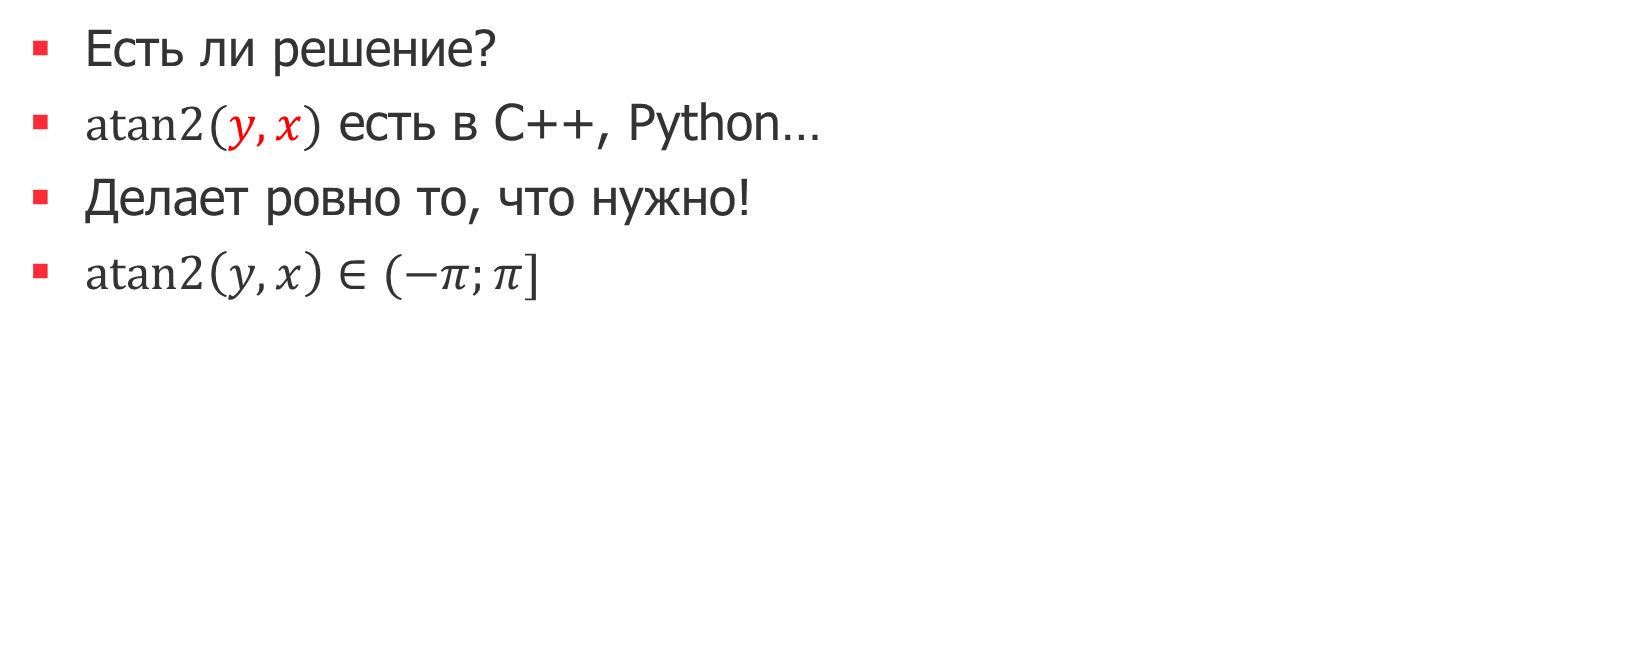 ▪ Есть ли решение?
▪ atan2(y, x) есть в C++, Python…
▪ Делает ровно то, что нужно!
▪ atan2(y, x) ∈ (−π; π]